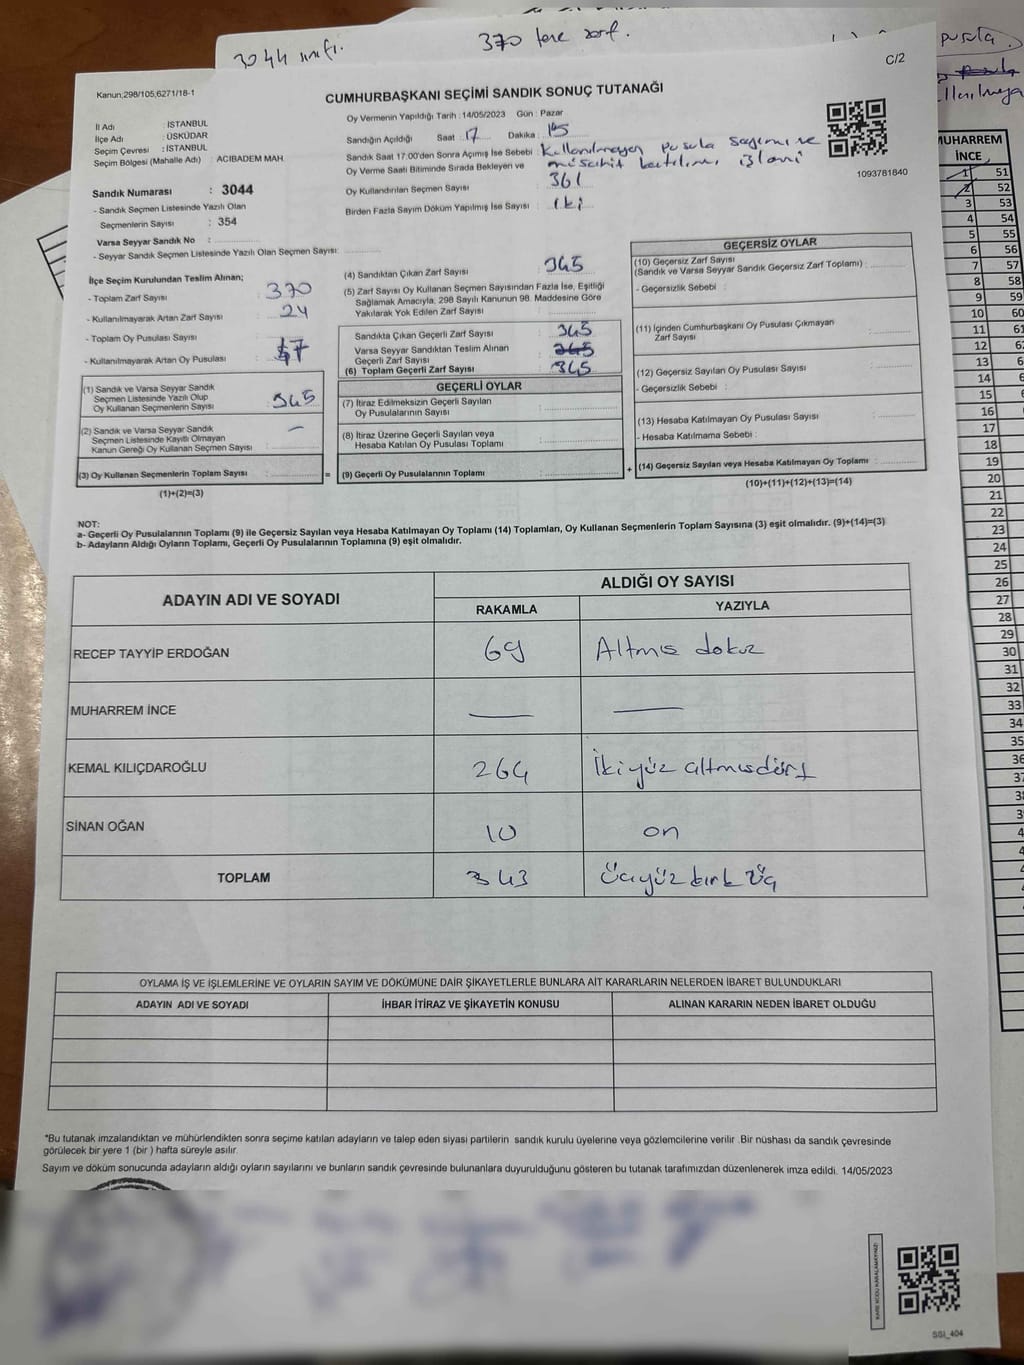 3044 sınıfı.
370 tane zarf.
pusula
C/2
Kanun,298/105,6271/18-1
CUMHURBAŞKANI SEÇİMİ SANDIK SONUÇ TUTANAĞI
İl Adı : İSTANBUL
İlçe Adı : ÜSKÜDAR
Seçim Çevresi : İSTANBUL
Seçim Bölgesi (Mahalle Adı) : ACIBADEM MAH.
Sandık Numarası : 3044
- Sandık Seçmen Listesinde Yazılı Olan
Seçmenlerin Sayısı : 354
Varsa Seyyar Sandık No :
- Seyyar Sandık Seçmen Listesinde Yazılı Olan Seçmen Sayısı:
Oy Vermenin Yapıldığı Tarih : 14/05/2023 Gün : Pazar
Sandığın Açıldığı Saat : 17 Dakika : 15
Sandık Saat 17:00'den Sonra Açımış İse Sebebi : Kullanılmayan pusula sayımı ve
Oy Verme Saati Bitiminde Sırada Bekleyen ve
Oy Kullandırılan Seçmen Sayısı : 361
Birden Fazla Sayım Döküm Yapılmış İse Sayısı : iki
1093781840
İlçe Seçim Kurulundan Teslim Alınan;
- Toplam Zarf Sayısı : 370
- Kullanılmayarak Artan Zarf Sayısı : 24
- Toplam Oy Pusulası Sayısı :
- Kullanılmayarak Artan Oy Pusulası :
(1) Sandık ve Varsa Seyyar Sandık
Seçmen Listesinde Yazılı Olup
Oy Kullanan Seçmenlerin Sayısı : 345
(2) Sandık ve Varsa Seyyar Sandık
Seçmen Listesinde Kayıtlı Olmayan
Kanun Gereği Oy Kullanan Seçmen Sayısı : —
(3) Oy Kullanan Seçmenlerin Toplam Sayısı :
(1)+(2)=(3)
=
(4) Sandıktan Çıkan Zarf Sayısı : 345
(5) Zarf Sayısı Oy Kullanan Seçmen Sayısından Fazla İse, Eşitliği
Sağlamak Amacıyla, 298 Sayılı Kanunun 98. Maddesine Göre
Yakılarak Yok Edilen Zarf Sayısı :
Sandıkta Çıkan Geçerli Zarf Sayısı : 345
Varsa Seyyar Sandıktan Teslim Alınan
Geçerli Zarf Sayısı : 345
(6) Toplam Geçerli Zarf Sayısı : 365
GEÇERLİ OYLAR
(7) İtiraz Edilmeksizin Geçerli Sayılan
Oy Pusulalarının Sayısı :
(8) İtiraz Üzerine Geçerli Sayılan veya
Hesaba Katılan Oy Pusulası Toplamı :
(9) Geçerli Oy Pusulalarının Toplamı :
+
GEÇERSİZ OYLAR
(10) Geçersiz Zarf Sayısı
(Sandık ve Varsa Seyyar Sandık Geçersiz Zarf Toplamı) :
- Geçersizlik Sebebi :
(11) İçinden Cumhurbaşkanı Oy Pusulası Çıkmayan
Zarf Sayısı :
(12) Geçersiz Sayılan Oy Pusulası Sayısı :
- Geçersizlik Sebebi :
(13) Hesaba Katılmayan Oy Pusulası Sayısı :
- Hesaba Katılmama Sebebi :
(14) Geçersiz Sayılan veya Hesaba Katılmayan Oy Toplamı :
(10)+(11)+(12)+(13)=(14)
NOT:
a- Geçerli Oy Pusulalarının Toplamı (9) ile Geçersiz Sayılan veya Hesaba Katılmayan Oy Toplamı (14) Toplamları, Oy Kullanan Seçmenlerin Toplam Sayısına (3) eşit olmalıdır. (9)+(14)=(3)
b- Adayların Aldığı Oyların Toplamı, Geçerli Oy Pusulalarının Toplamına (9) eşit olmalıdır.
ADAYIN ADI VE SOYADI
ALDIĞI OY SAYISI
RAKAMLA YAZIYLA
RECEP TAYYİP ERDOĞAN 69 Altmış dokuz
MUHARREM İNCE — —
KEMAL KILIÇDAROĞLU 264 İkiyüz altmışdört
SİNAN OĞAN 10 on
TOPLAM 343 üçyüz kırk üç
OYLAMA İŞ VE İŞLEMLERİNE VE OYLARIN SAYIM VE DÖKÜMÜNE DAİR ŞİKAYETLERLE BUNLARA AİT KARARLARIN NELERDEN İBARET BULUNDUKLARI
ADAYIN ADI VE SOYADI İHBAR İTİRAZ VE ŞİKAYETİN KONUSU ALINAN KARARIN NEDEN İBARET OLDUĞU
*Bu tutanak imzalandıktan ve mühürlendikten sonra seçime katılan adayların ve talep eden siyasi partilerin sandık kurulu üyelerine veya gözlemcilerine verilir .Bir nüshası da sandık çevresinde
görülecek bir yere 1 (bir ) hafta süreyle asılır.
Sayım ve döküm sonucunda adayların aldığı oyların sayılarını ve bunların sandık çevresinde bulunanlara duyurulduğunu gösteren bu tutanak tarafımızdan düzenlenerek imza edildi. 14/05/2023
KARE KODU KARALAMAYINIZ!
SSI_404
MUHARREM
İNCE
1 51
2 52
3 53
4 54
5 55
6 56
7 57
8 58
9 59
10 60
11 61
12
13
14
15
16
17
18
19
20
21
22
23
24
25
26
27
28
29
30
31
32
33
34
35